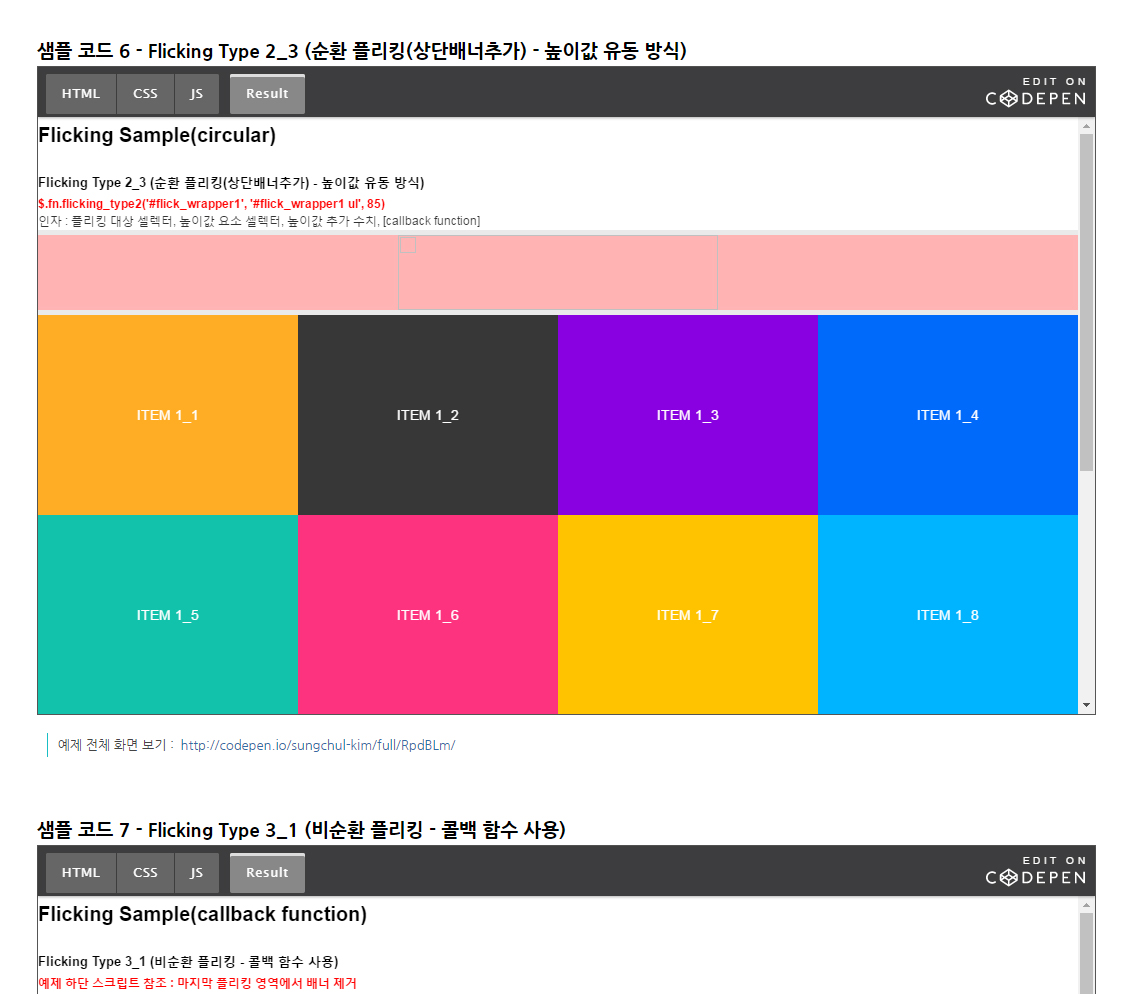 샘플 코드 6 - Flicking Type 2_3 (순환 플리킹(상단배너추가) - 높이값 유동 방식)
HTML CSS JS Result EDIT ON CODEPEN
Flicking Sample(circular)
Flicking Type 2_3 (순환 플리킹(상단배너추가) - 높이값 유동 방식)
$.fn.flicking_type2('#flick_wrapper1', '#flick_wrapper1 ul', 85)
인자 : 플리킹 대상 셀렉터, 높이값 요소 셀렉터, 높이값 추가 수치, [callback function]
ITEM 1_1 ITEM 1_2 ITEM 1_3 ITEM 1_4
ITEM 1_5 ITEM 1_6 ITEM 1_7 ITEM 1_8
예제 전체 화면 보기 : http://codepen.io/sungchul-kim/full/RpdBLm/
샘플 코드 7 - Flicking Type 3_1 (비순환 플리킹 - 콜백 함수 사용)
HTML CSS JS Result EDIT ON CODEPEN
Flicking Sample(callback function)
Flicking Type 3_1 (비순환 플리킹 - 콜백 함수 사용)
예제 하단 스크립트 참조 : 마지막 플리킹 영역에서 배너 제거